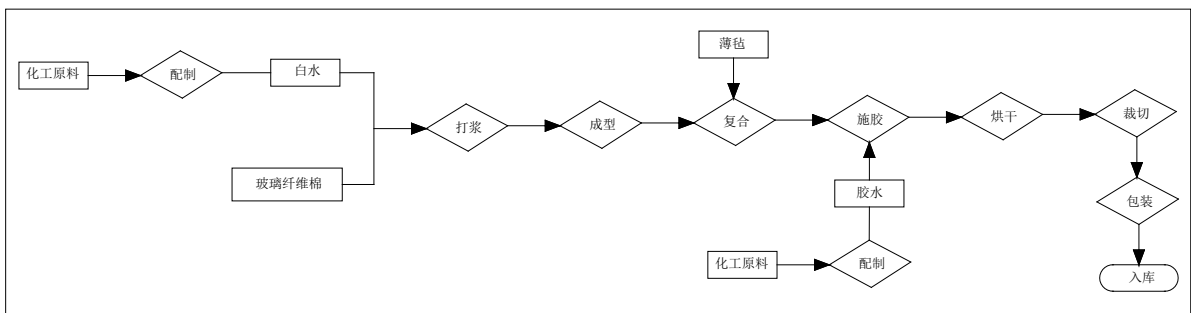 薄毡
化工原料
配制
白水
打浆
成型
复合
施胶
烘干
裁切
玻璃纤维棉
胶水
包装
化工原料
配制
入库